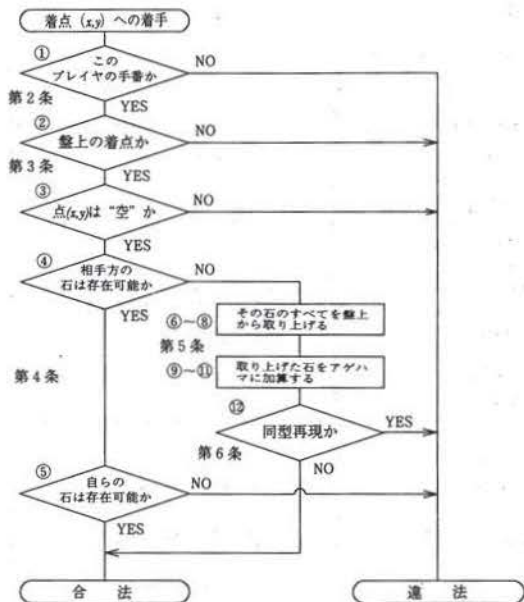 着点 (x,y) への着手
①
この
プレイヤの手番か
NO
第2条
YES
②
盤上の着点か
NO
第3条
YES
③
点(x,y)は “空” か
NO
YES
④
相手方の
石は存在可能か
NO
YES
⑥〜⑧
その石のすべてを盤上
から取り上げる
第5条
⑨〜⑪
取り上げた石をアゲハ
マに加算する
第4条
⑫
同型再現か
YES
第6条
NO
⑤
自らの
石は存在可能か
NO
YES
合 法
違 法